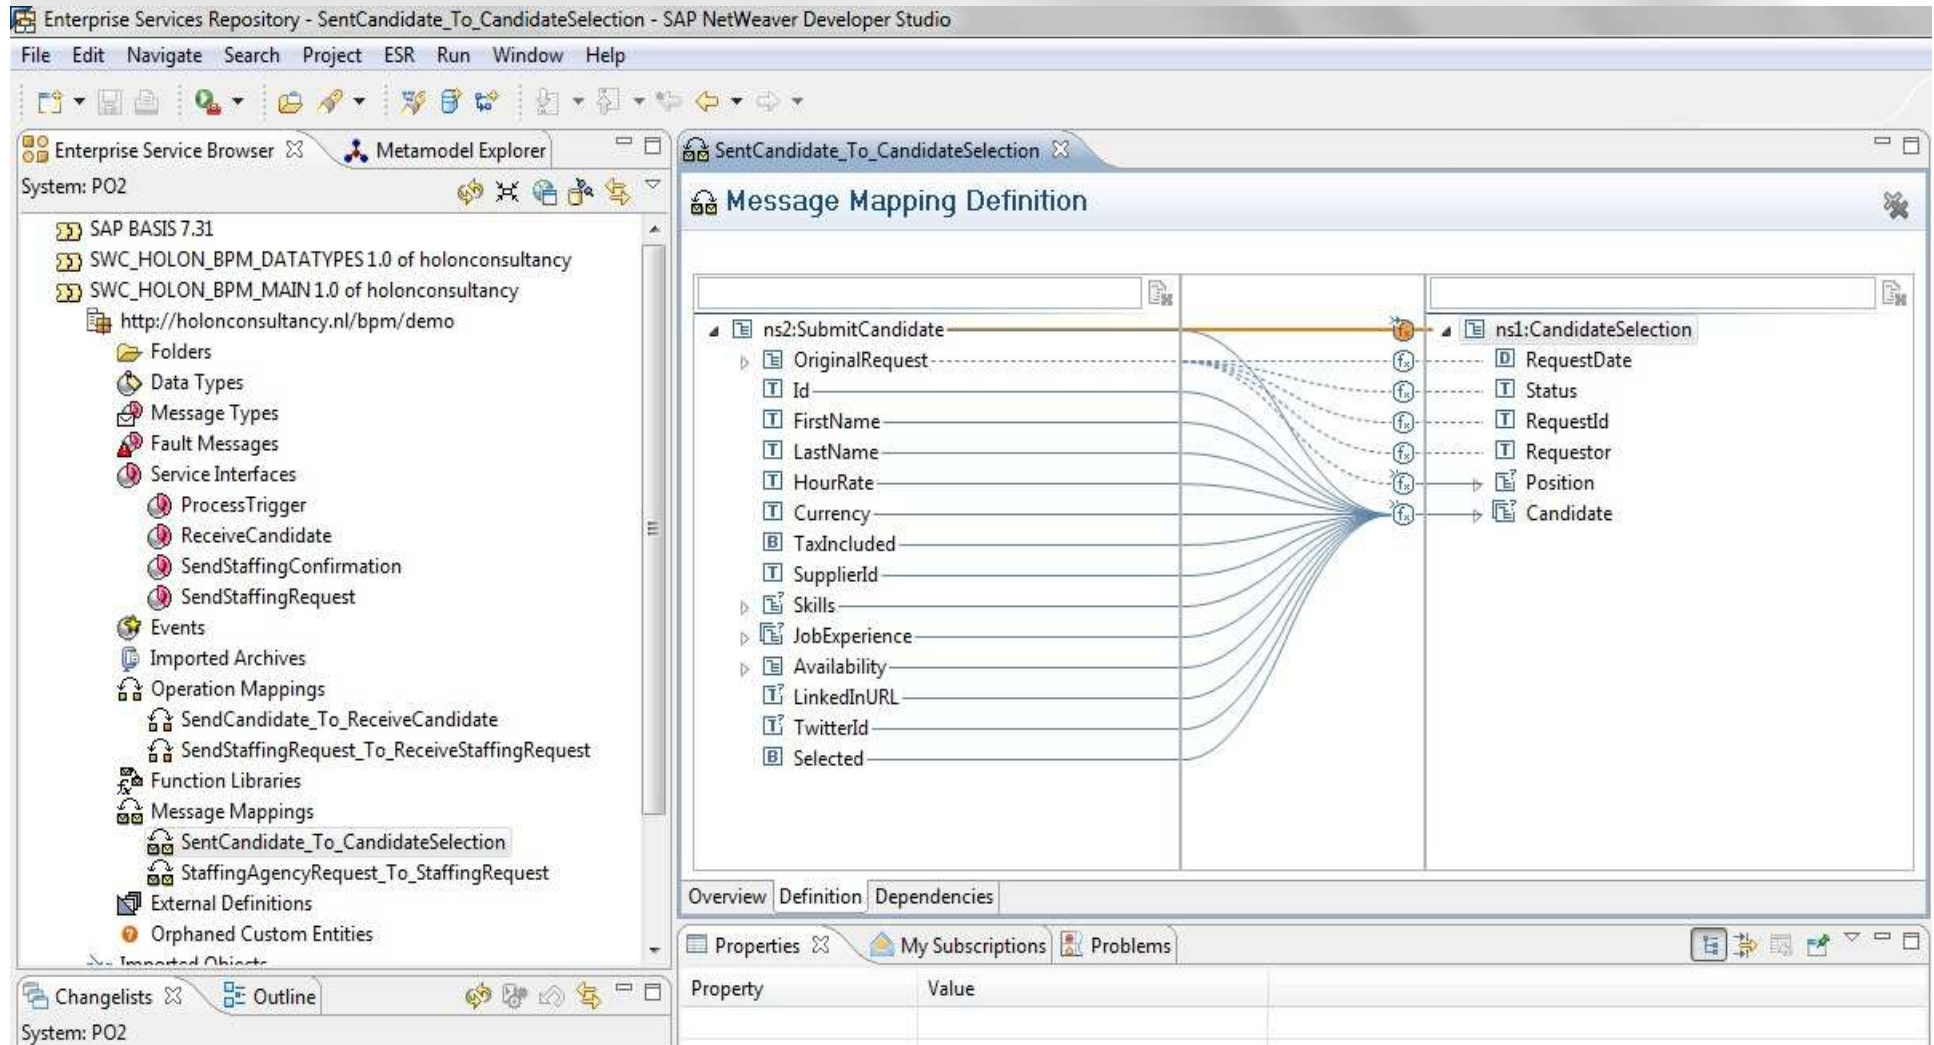 Enterprise Services Repository - SentCandidate_To_CandidateSelection - SAP NetWeaver Developer Studio
File Edit Navigate Search Project ESR Run Window Help
Enterprise Service Browser
Metamodel Explorer
System: PO2
SAP BASIS 7.31
SWC_HOLON_BPM_DATATYPES 1.0 of holonconsultancy
SWC_HOLON_BPM_MAIN 1.0 of holonconsultancy
http://holonconsultancy.nl/bpm/demo
Folders
Data Types
Message Types
Fault Messages
Service Interfaces
ProcessTrigger
ReceiveCandidate
SendStaffingConfirmation
SendStaffingRequest
Events
Imported Archives
Operation Mappings
SendCandidate_To_ReceiveCandidate
SendStaffingRequest_To_ReceiveStaffingRequest
Function Libraries
Message Mappings
SentCandidate_To_CandidateSelection
StaffingAgencyRequest_To_StaffingRequest
External Definitions
Orphaned Custom Entities
Imported Objects
Changelists
Outline
System: PO2
SentCandidate_To_CandidateSelection
Message Mapping Definition
ns2:SubmitCandidate
OriginalRequest
Id
FirstName
LastName
HourRate
Currency
TaxIncluded
SupplierId
Skills
JobExperience
Availability
LinkedInURL
TwitterId
Selected
ns1:CandidateSelection
RequestDate
Status
RequestId
Requestor
Position
Candidate
Overview Definition Dependencies
Properties
My Subscriptions
Problems
Property Value